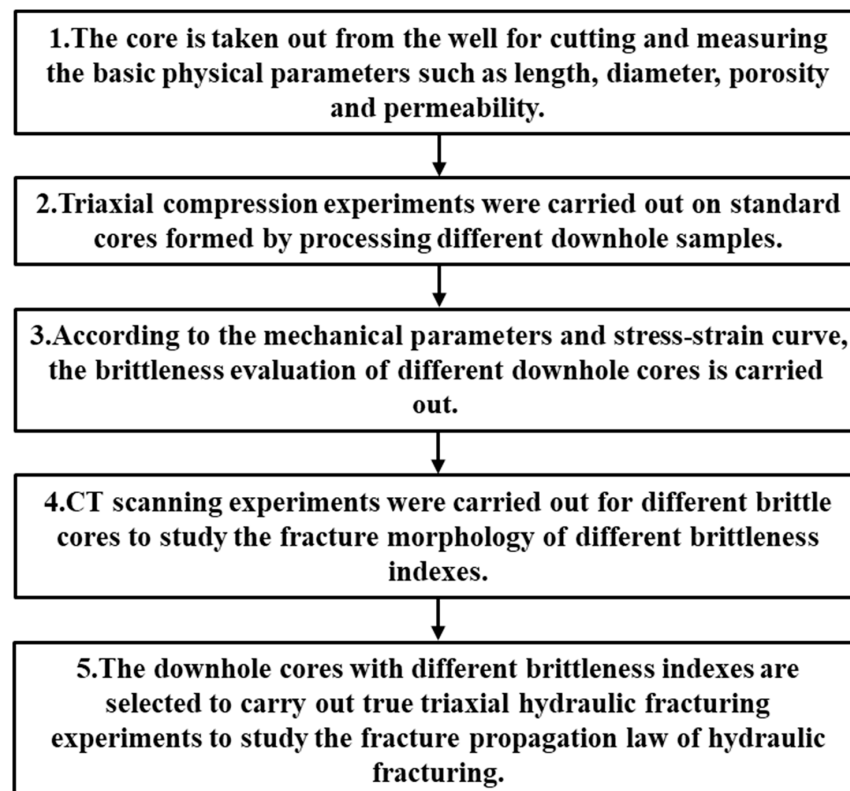 1.The core is taken out from the well for cutting and measuring
the basic physical parameters such as length, diameter, porosity
and permeability.
2.Triaxial compression experiments were carried out on standard
cores formed by processing different downhole samples.
3.According to the mechanical parameters and stress-strain curve,
the brittleness evaluation of different downhole cores is carried
out.
4.CT scanning experiments were carried out for different brittle
cores to study the fracture morphology of different brittleness
indexes.
5.The downhole cores with different brittleness indexes are
selected to carry out true triaxial hydraulic fracturing
experiments to study the fracture propagation law of hydraulic
fracturing.